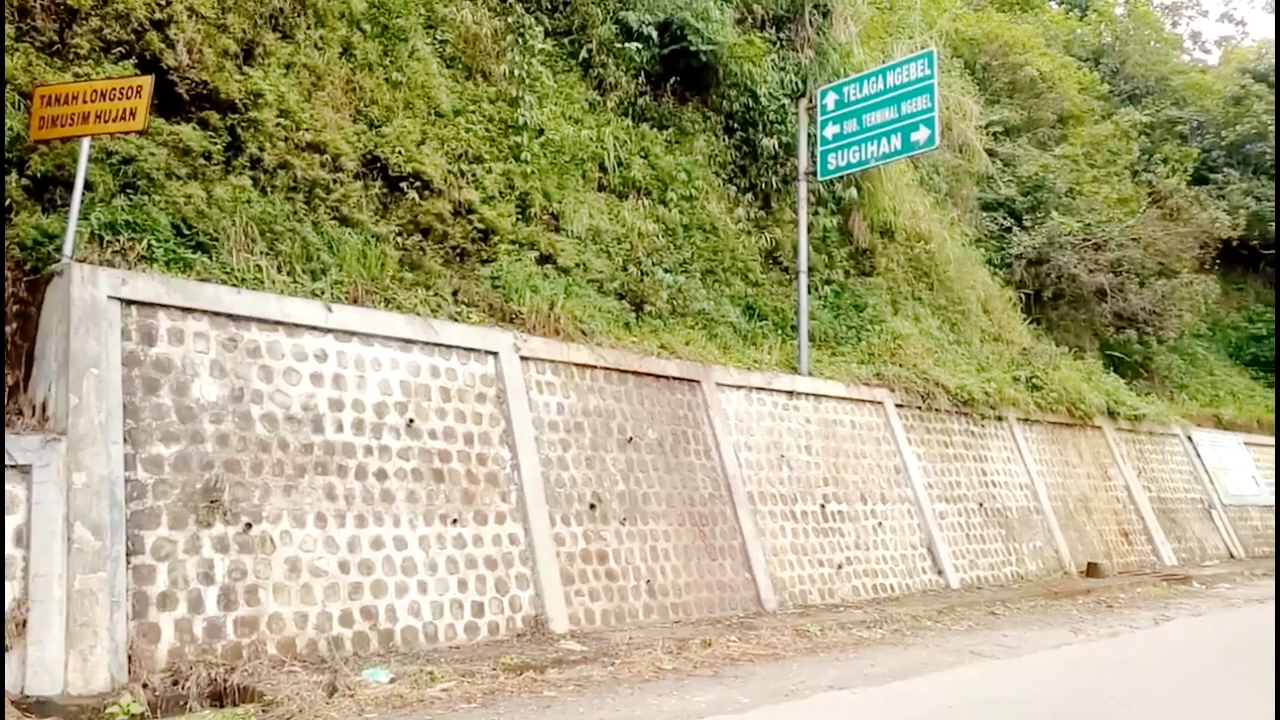 TANAH LONGSOR
DIMUSIM HUJAN
TELAGA NGEBEL
SUB. TERMINAL NGEBEL
SUGIHAN